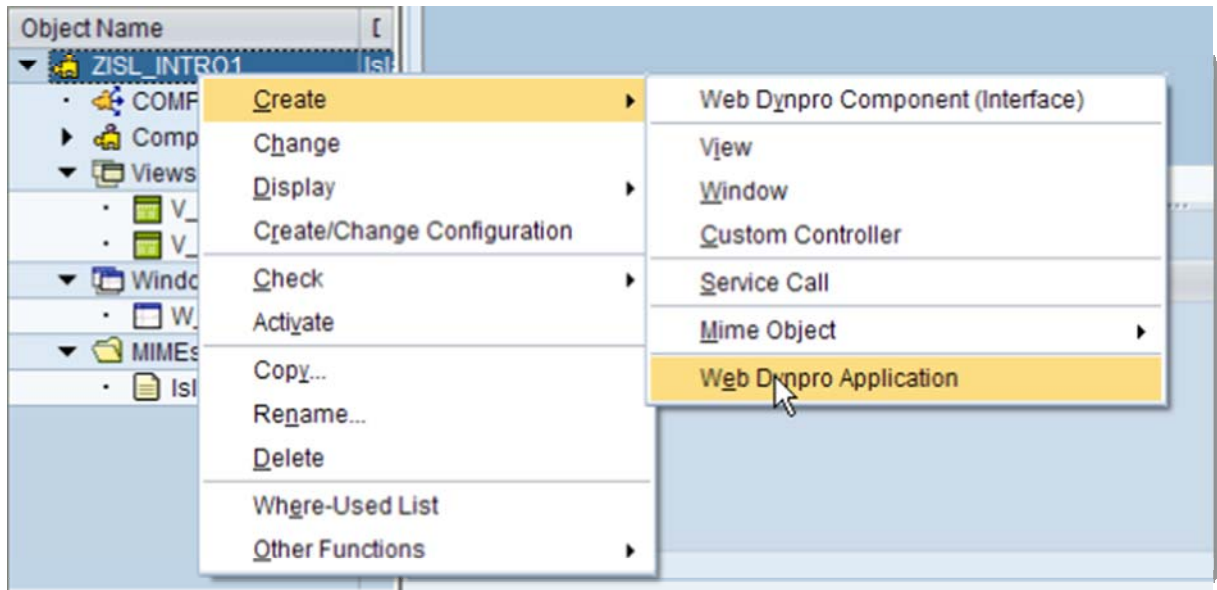 Object Name
ZISL_INTRO1
COMF
Comp
Views
V_
V_
Windo
W_
MIMEs
Isl
Create
Change
Display
Create/Change Configuration
Check
Activate
Copy...
Rename...
Delete
Where-Used List
Other Functions
Web Dynpro Component (Interface)
View
Window
Custom Controller
Service Call
Mime Object
Web Dynpro Application